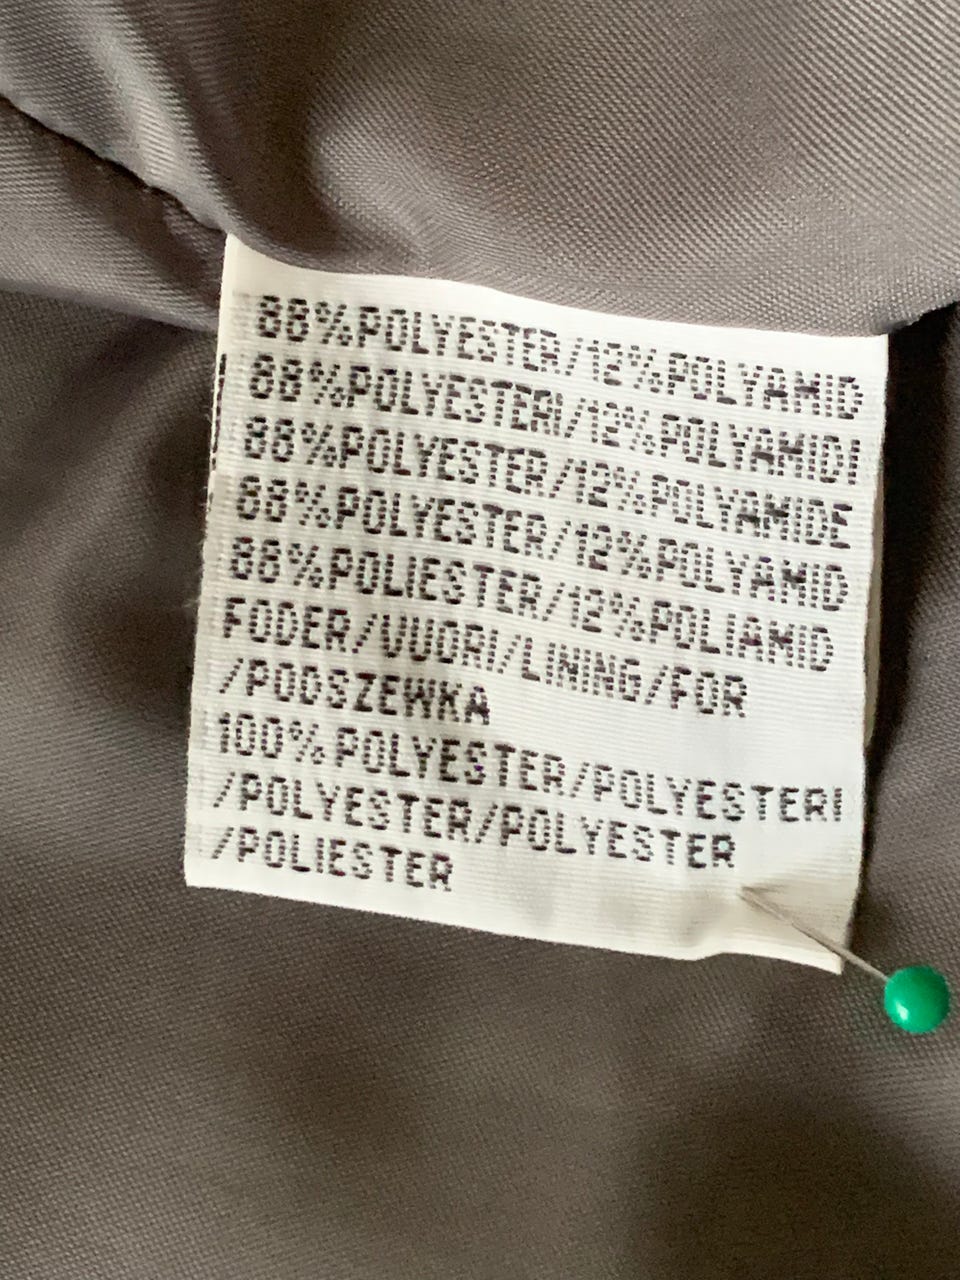 88%POLYESTER/12%POLYAMID
88%POLYESTERI/12%POLYAMIDI
88%POLYESTER/12%POLYAMIDE
88%POLYESTER/12%POLYAMID
88%POLIESTER/12%POLIAMID
FODER/VUORI/LINING/FOR
/PODSZEWKA
100%POLYESTER/POLYESTERI
/POLYESTER/POLYESTER
/POLIESTER